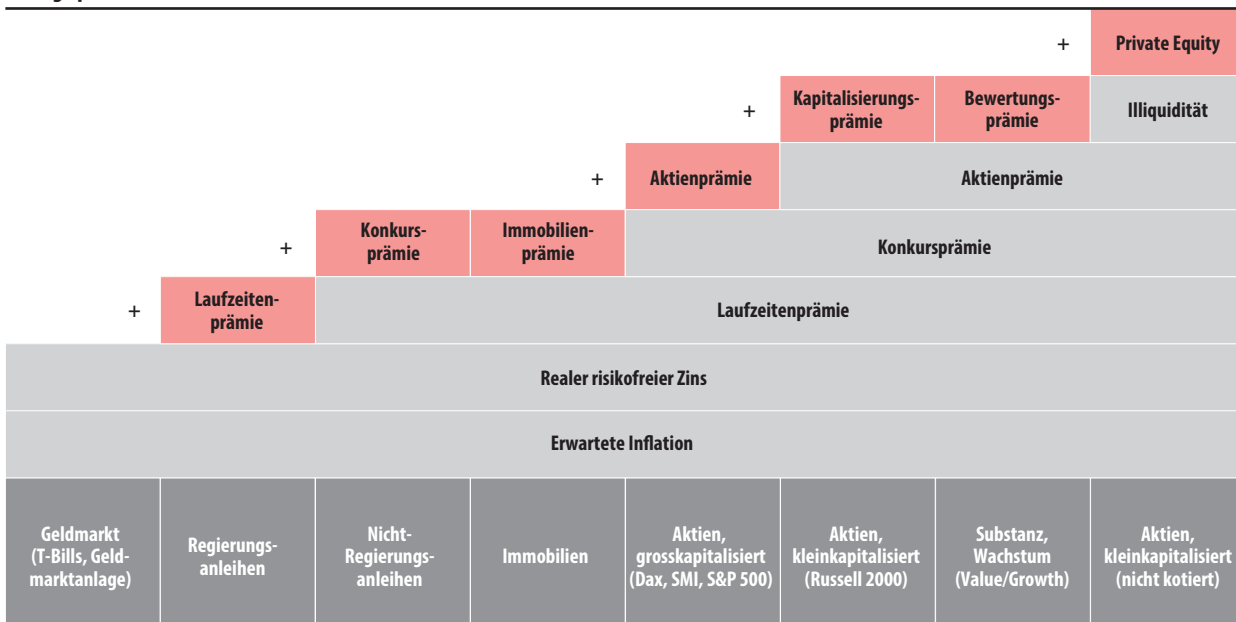 + Private Equity
+ Kapitalisierungs- Bewertungs- Illiquidität
prämie prämie
+ Aktienprämie Aktienprämie
+ Konkurs- Immobilien- Konkursprämie
prämie prämie
+ Laufzeiten- Laufzeitenprämie
prämie
Realer risikofreier Zins
Erwartete Inflation
Geldmarkt
(T-Bills, Geld-
marktanlage)
Regierungs-
anleihen
Nicht-
Regierungs-
anleihen
Immobilien
Aktien,
grosskapitalisiert
(Dax, SMI, S&P 500)
Aktien,
kleinkapitalisiert
(Russell 2000)
Substanz,
Wachstum
(Value/Growth)
Aktien,
kleinkapitalisiert
(nicht kotiert)